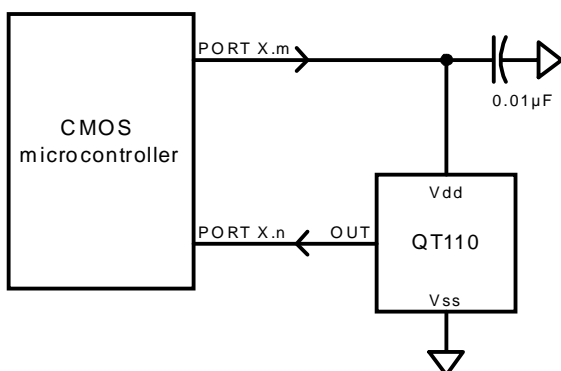 PORT X.m
0.01µF
CMOS
microcontroller
Vdd
PORT X.n
OUT
QT110
Vss